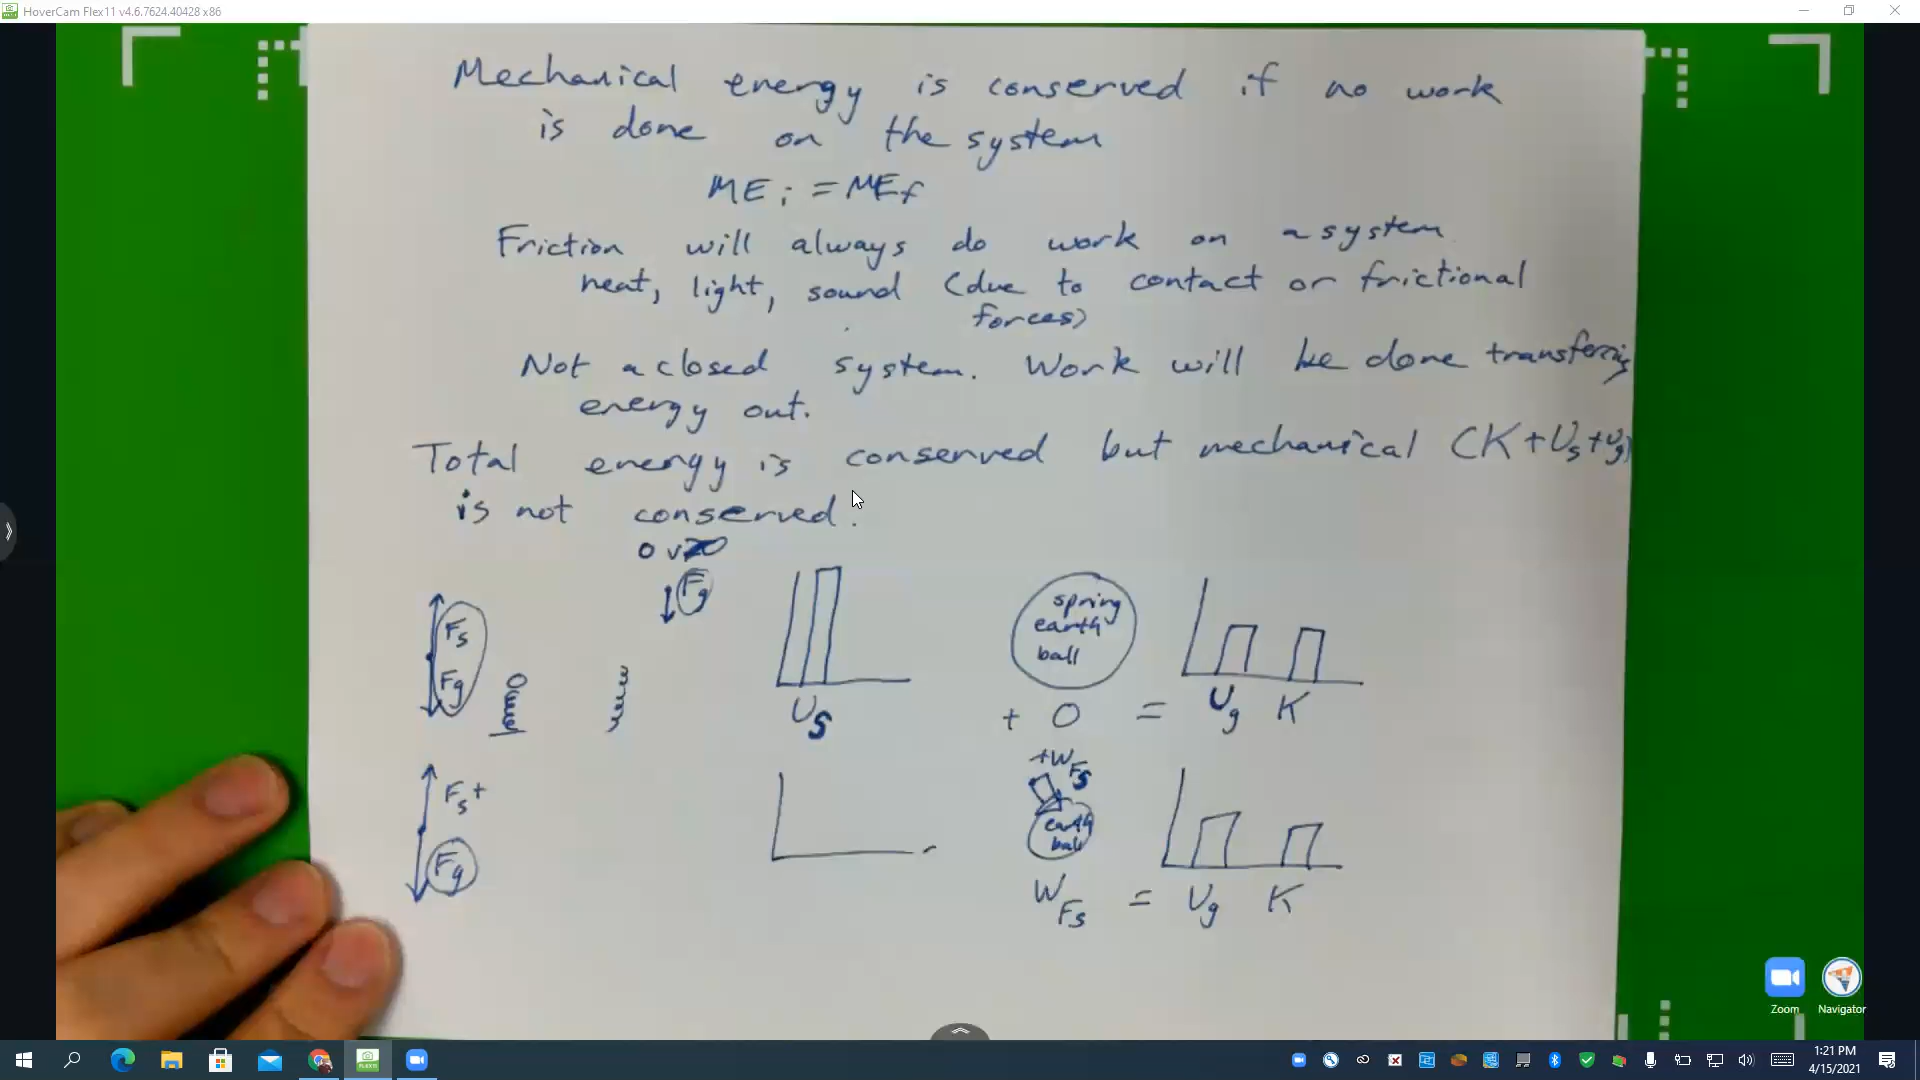 HoverCam Flex11 v4.6.7624.40428 x86
Mechanical energy is conserved if no work
is done on the system
MEi = MEf
Friction will always do work on a system
heat, light, sound (due to contact or frictional
forces)
Not a closed system. Work will be done transferring
energy out.
Total energy is conserved but mechanical (K+Us+Ug)
is not conserved.
Fg
Fs
Fg
spring
earth
ball
Us + 0 = Ug K
+WFs
Fs+
Fg
earth
ball
WFs = Ug K
Zoom
Navigator
1:21 PM
4/15/2021